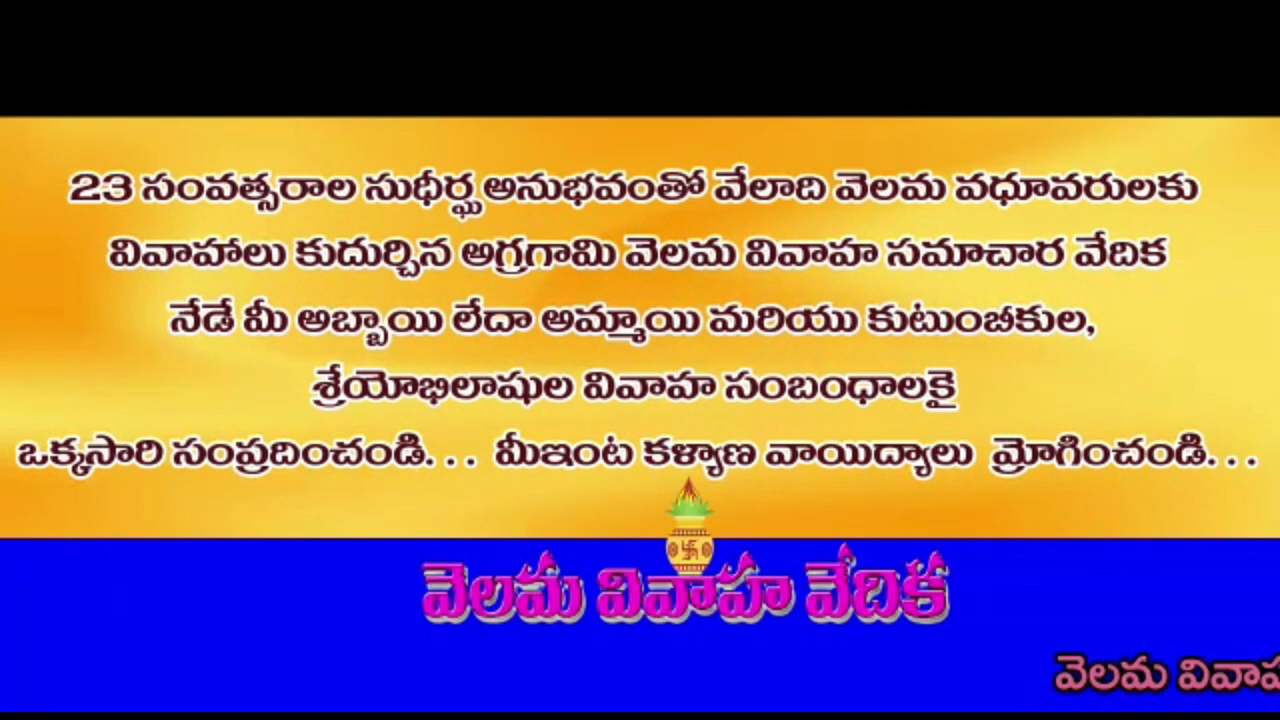 23 సంవత్సరాల సుధీర్ఘ అనుభవంతో వేలాది వెలమ వధూవరులకు
వివాహాలు కుదుర్చిన అగ్రగామి వెలమ వివాహ సమాచార వేదిక
నేడే మీ అబ్బాయి లేదా అమ్మాయి మరియు కుటుంబీకుల,
శ్రేయోభిలాషుల వివాహ సంబంధాలకై
ఒక్కసారి సంప్రదించండి... మీఇంట కళ్యాణ వాయిద్యాలు మ్రోగించండి...
వెలమ వివాహ వేదిక
వెలమ